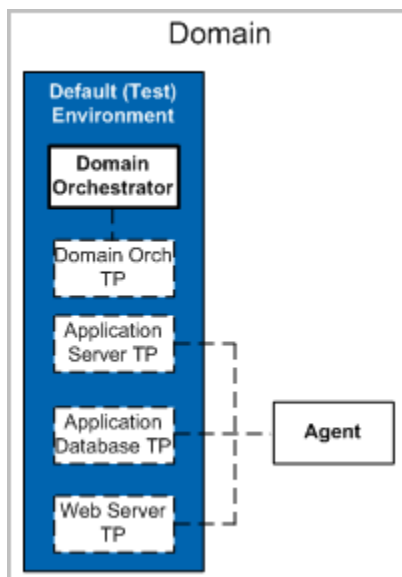 Domain
Default (Test)
Environment
Domain
Orchestrator
Domain Orch
TP
Application
Server TP
Application
Database TP
Agent
Web Server
TP